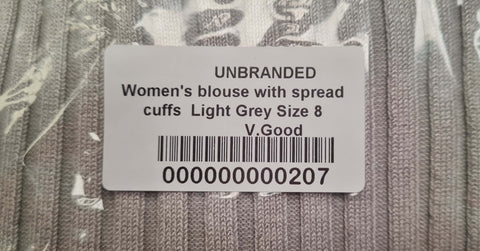 UNBRANDED
Women's blouse with spread
cuffs Light Grey Size 8
V.Good
000000000207